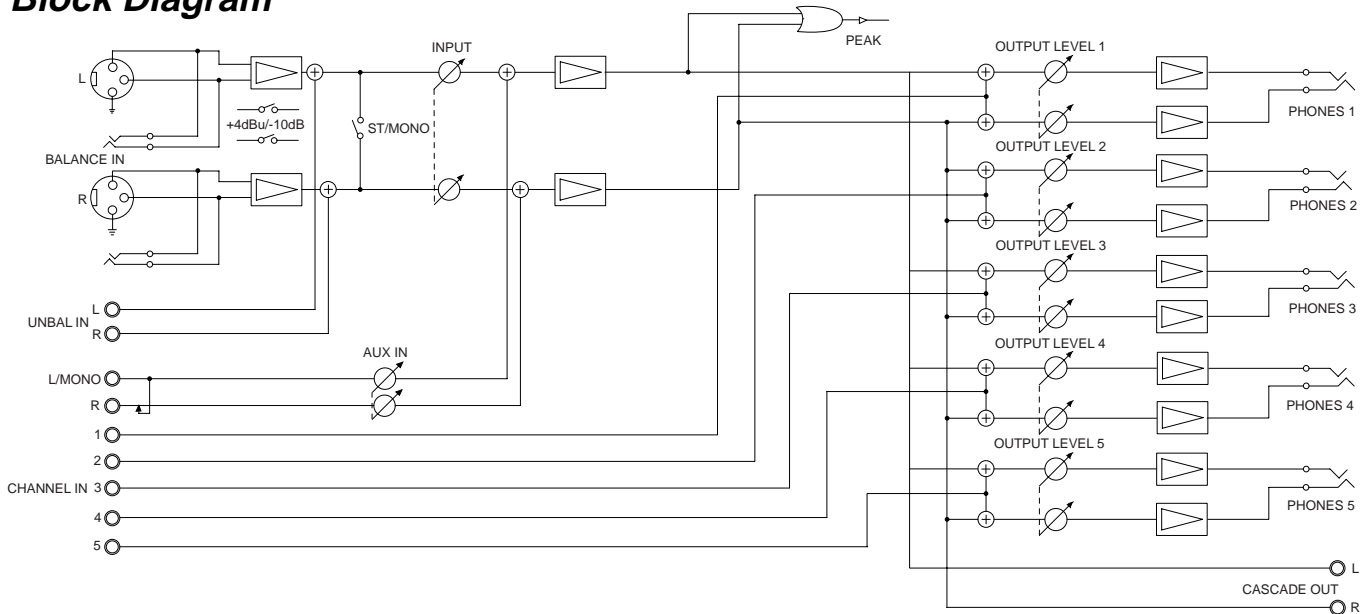 Block Diagram
PEAK
INPUT
L
+4dBu/-10dB
ST/MONO
BALANCE IN
R
L
UNBAL IN
R
AUX IN
L/MONO
R
1
2
CHANNEL IN 3
4
5
OUTPUT LEVEL 1
PHONES 1
OUTPUT LEVEL 2
PHONES 2
OUTPUT LEVEL 3
PHONES 3
OUTPUT LEVEL 4
PHONES 4
OUTPUT LEVEL 5
PHONES 5
L
CASCADE OUT
R